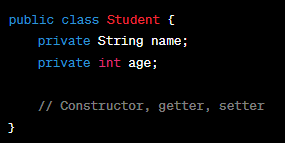 public class Student {
    private String name;
    private int age;

    // Constructor, getter, setter
}